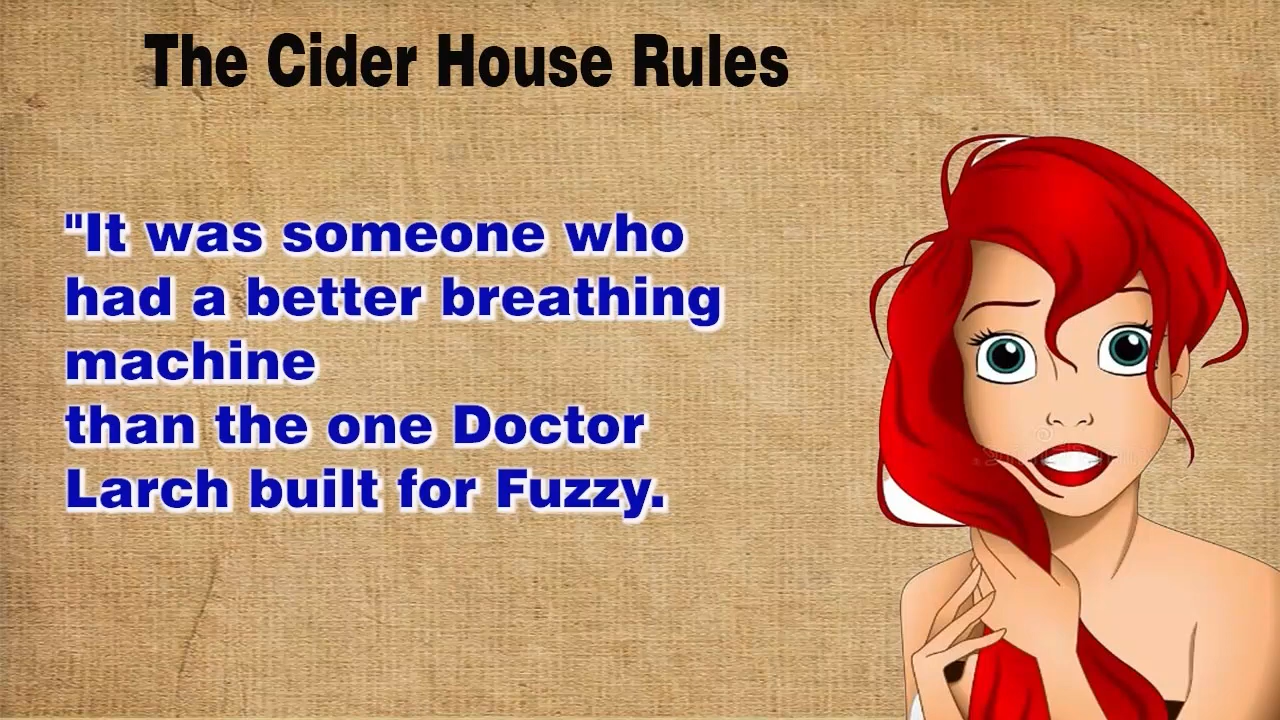 The Cider House Rules
"It was someone who
had a better breathing
machine
than the one Doctor
Larch built for Fuzzy.